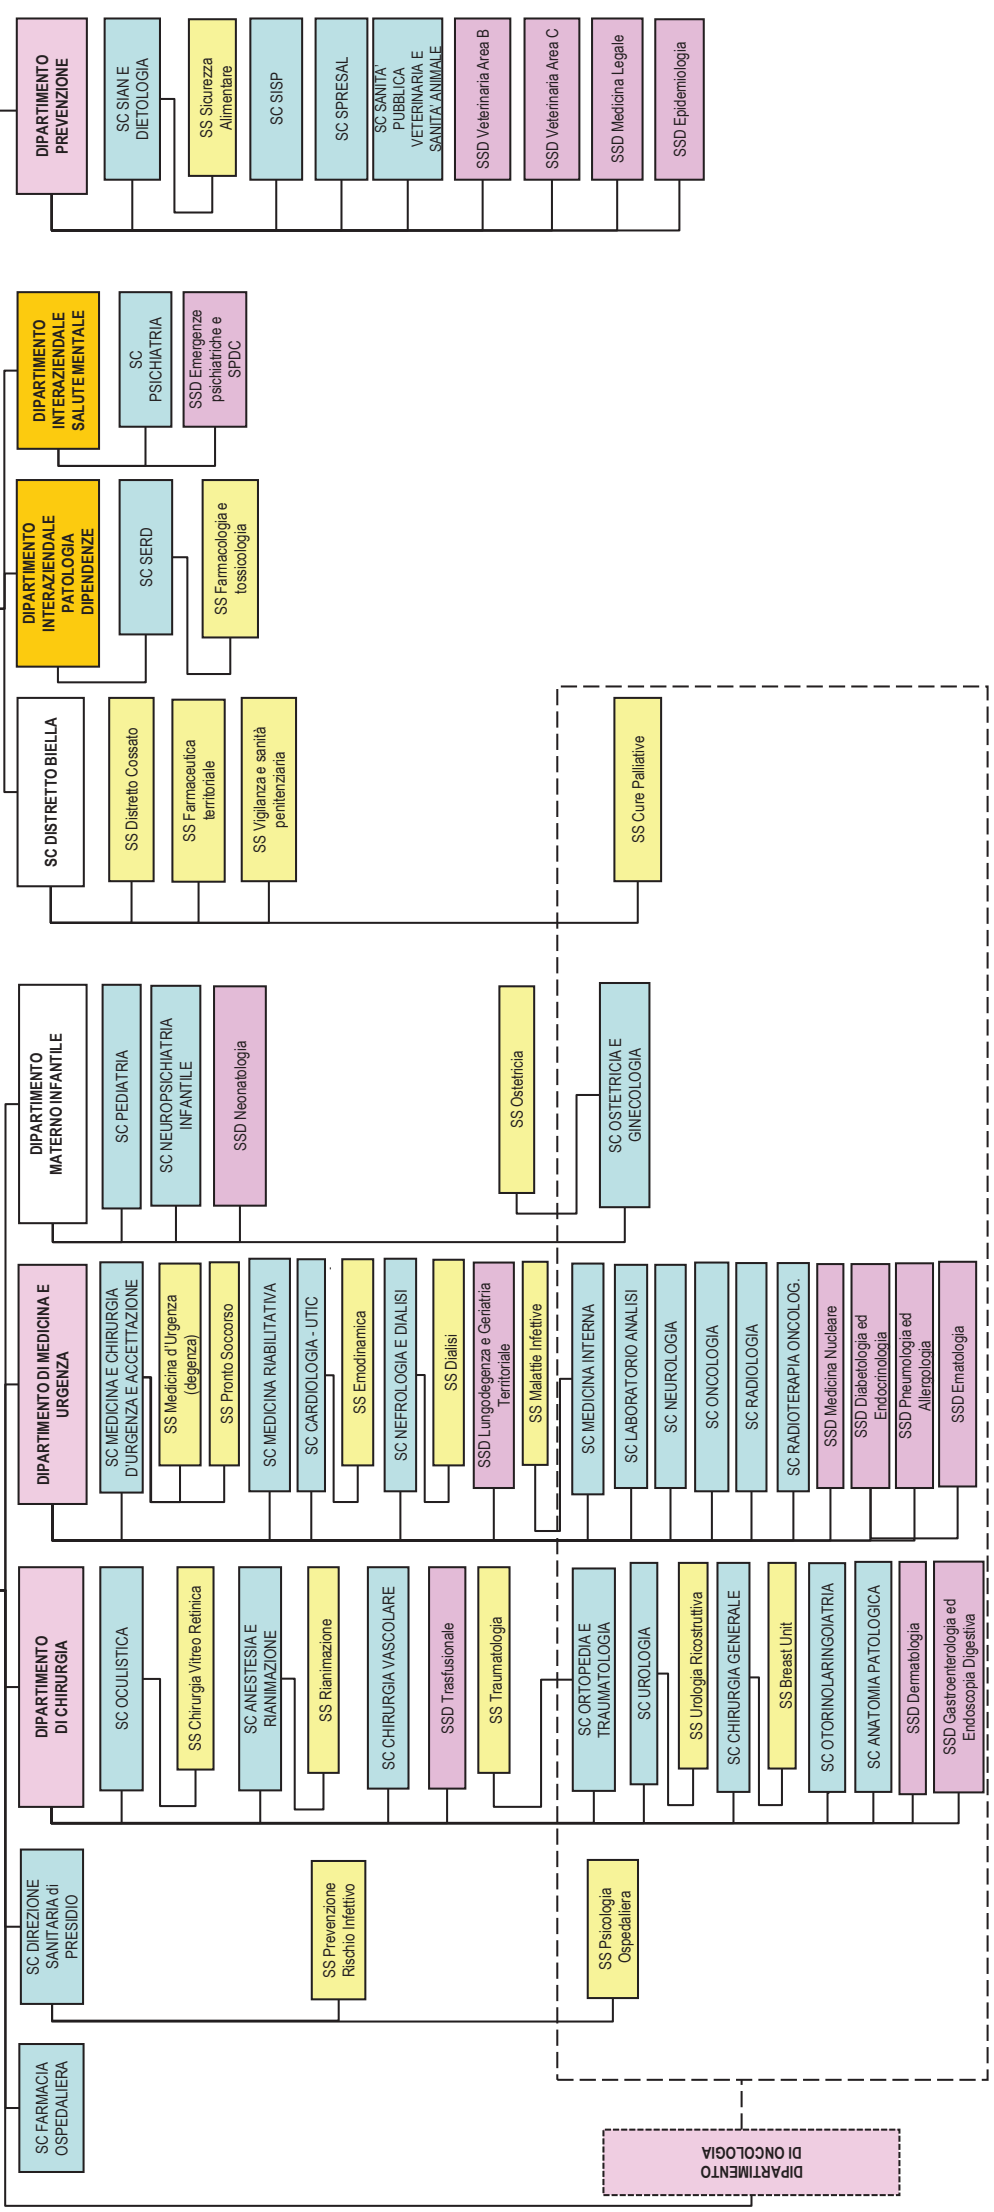 SC FARMACIA
OSPEDALIERA
SC DIREZIONE
SANITARIA di
PRESIDIO
SS Prevenzione
Rischio Infettivo
SS Psicologia
Ospedaliera
DIPARTIMENTO
DI CHIRURGIA
SC OCULISTICA
SS Chirurgia Vitreo Retinica
SC ANESTESIA E
RIANIMAZIONE
SS Rianimazione
SC CHIRURGIA VASCOLARE
SSD Trasfusionale
SS Traumatologia
SC ORTOPEDIA E
TRAUMATOLOGIA
SC UROLOGIA
SS Urologia Ricostruttiva
SC CHIRURGIA GENERALE
SS Breast Unit
SC OTORINOLARINGOIATRIA
SC ANATOMIA PATOLOGICA
SSD Dermatologia
SSD Gastroenterologia ed
Endoscopia Digestiva
DIPARTIMENTO DI MEDICINA E
URGENZA
SC MEDICINA E CHIRURGIA
D'URGENZA E ACCETTAZIONE
SS Medicina d'Urgenza
(degenza)
SS Pronto Soccorso
SC MEDICINA RIABILITATIVA
SC CARDIOLOGIA - UTIC
SS Emodinamica
SC NEFROLOGIA E DIALISI
SS Dialisi
SSD Lungodegenza e Geriatria
Territoriale
SS Malattie Infettive
SC MEDICINA INTERNA
SC LABORATORIO ANALISI
SC NEUROLOGIA
SC ONCOLOGIA
SC RADIOLOGIA
SC RADIOTERAPIA ONCOLOG.
SSD Medicina Nucleare
SSD Diabetologia ed
Endocrinologia
SSD Pneumologia ed
Allergologia
SSD Ematologia
DIPARTIMENTO
MATERNO INFANTILE
SC PEDIATRIA
SC NEUROPSICHIATRIA
INFANTILE
SSD Neonatologia
SS Ostetricia
SC OSTETRICIA E
GINECOLOGIA
SC DISTRETTO BIELLA
SS Distretto Cossato
SS Farmaceutica
territoriale
SS Vigilanza e sanità
penitenziaria
SS Cure Palliative
DIPARTIMENTO
INTERAZIENDALE
PATOLOGIA
DIPENDENZE
SC SERD
SS Farmacologia e
tossicologia
DIPARTIMENTO
INTERAZIENDALE
SALUTE MENTALE
SC
PSICHIATRIA
SSD Emergenze
psichiatriche e
SPDC
DIPARTIMENTO
PREVENZIONE
SC SIAN E
DIETOLOGIA
SS Sicurezza
Alimentare
SC SISP
SC SPRESAL
SC SANITA'
PUBBLICA
VETERINARIA E
SANITA' ANIMALE
SSD Veterinaria Area B
SSD Veterinaria Area C
SSD Medicina Legale
SSD Epidemiologia
DIPARTIMENTO
DI ONCOLOGIA